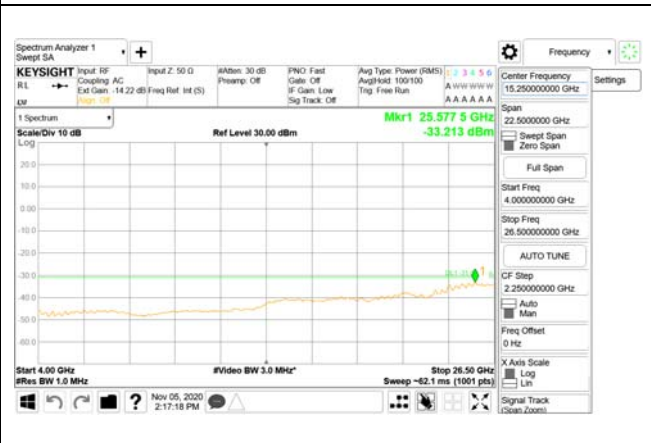 Spectrum Analyzer 1
Swept SA
Frequency
KEYSIGHT
RL
Input: RF
Coupling: AC
Ext Gain: -14.22 dB
Align: Off
Input Z: 50 Ω
Freq Ref: Int (S)
#Atten: 30 dB
Preamp: Off
PNO: Fast
Gate: Off
IF Gain: Low
Sig Track: Off
Avg Type: Power (RMS)
Avg|Hold: 100/100
Trig: Free Run
1 2 3 4 5 6
A W W W W W
A A A A A A
1 Spectrum
Scale/Div 10 dB
Ref Level 30.00 dBm
Mkr1 25.577 5 GHz
-33.213 dBm
Log
20.0
10.0
0.00
-10.0
-20.0
-30.0
-40.0
-50.0
-60.0
1
Start 4.00 GHz
#Res BW 1.0 MHz
#Video BW 3.0 MHz*
Stop 26.50 GHz
Sweep ~62.1 ms (1001 pts)
Nov 05, 2020
2:17:18 PM
Center Frequency
15.250000000 GHz
Settings
Span
22.5000000 GHz
Swept Span
Zero Span
Full Span
Start Freq
4.000000000 GHz
Stop Freq
26.500000000 GHz
AUTO TUNE
CF Step
2.250000000 GHz
Auto
Man
Freq Offset
0 Hz
X Axis Scale
Log
Lin
Signal Track
(Span Zoom)